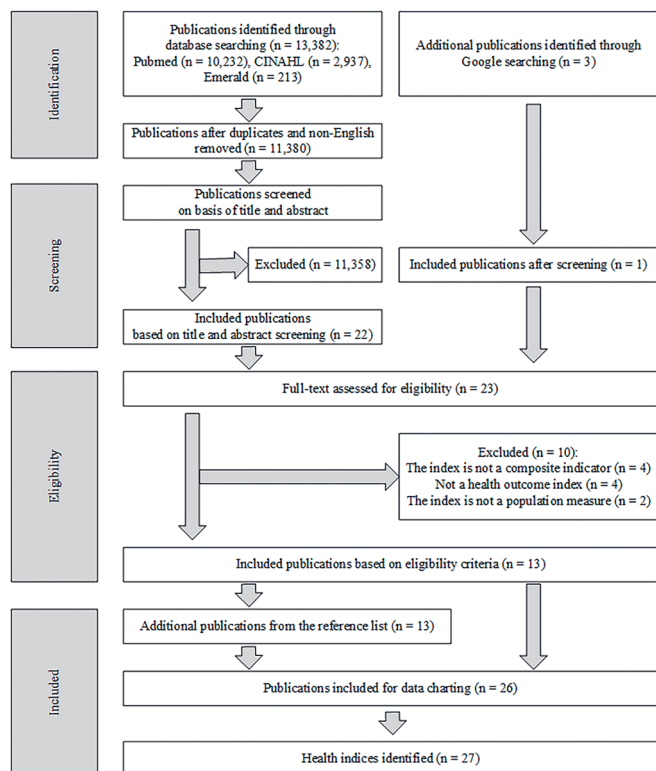 Identification
Publications identified through
database searching (n = 13,382):
Pubmed (n = 10,232), CINAHL (n = 2,937),
Emerald (n = 213)
Additional publications identified through
Google searching (n = 3)
Publications after duplicates and non-English
removed (n = 11,380)
Screening
Publications screened
on basis of title and abstract
Excluded (n = 11,358)
Included publications after screening (n = 1)
Included publications
based on title and abstract screening (n = 22)
Eligibility
Full-text assessed for eligibility (n = 23)
Excluded (n = 10):
The index is not a composite indicator (n = 4)
Not a health outcome index (n = 4)
The index is not a population measure (n = 2)
Included publications based on eligibility criteria (n = 13)
Included
Additional publications from the reference list (n = 13)
Publications included for data charting (n = 26)
Health indices identified (n = 27)